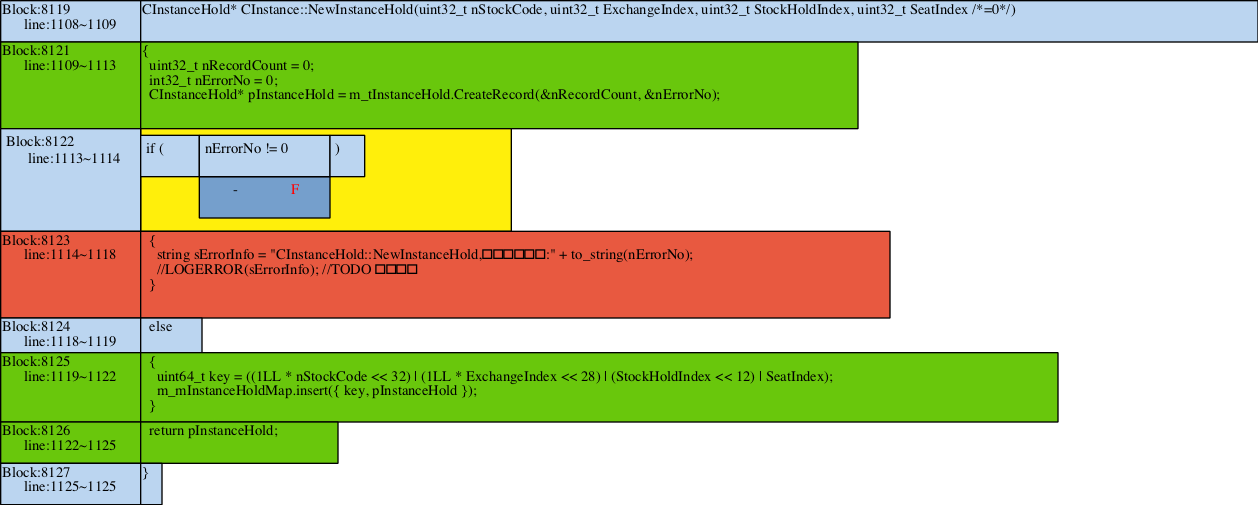 Block:8119
line:1108~1109
CInstanceHold* CInstance::NewInstanceHold(uint32_t nStockCode, uint32_t ExchangeIndex, uint32_t StockHoldIndex, uint32_t SeatIndex /*=0*/)
Block:8121
line:1109~1113
{
uint32_t nRecordCount = 0;
int32_t nErrorNo = 0;
CInstanceHold* pInstanceHold = m_tInstanceHold.CreateRecord(&nRecordCount, &nErrorNo);
Block:8122
line:1113~1114
if ( nErrorNo != 0 )
- F
Block:8123
line:1114~1118
{
string sErrorInfo = "CInstanceHold::NewInstanceHold,□□□□□□:" + to_string(nErrorNo);
//LOGERROR(sErrorInfo); //TODO □□□□
}
Block:8124
line:1118~1119
else
Block:8125
line:1119~1122
{
uint64_t key = ((1LL * nStockCode << 32) | (1LL * ExchangeIndex << 28) | (StockHoldIndex << 12) | SeatIndex);
m_mInstanceHoldMap.insert({ key, pInstanceHold });
}
Block:8126
line:1122~1125
return pInstanceHold;
Block:8127
line:1125~1125
}